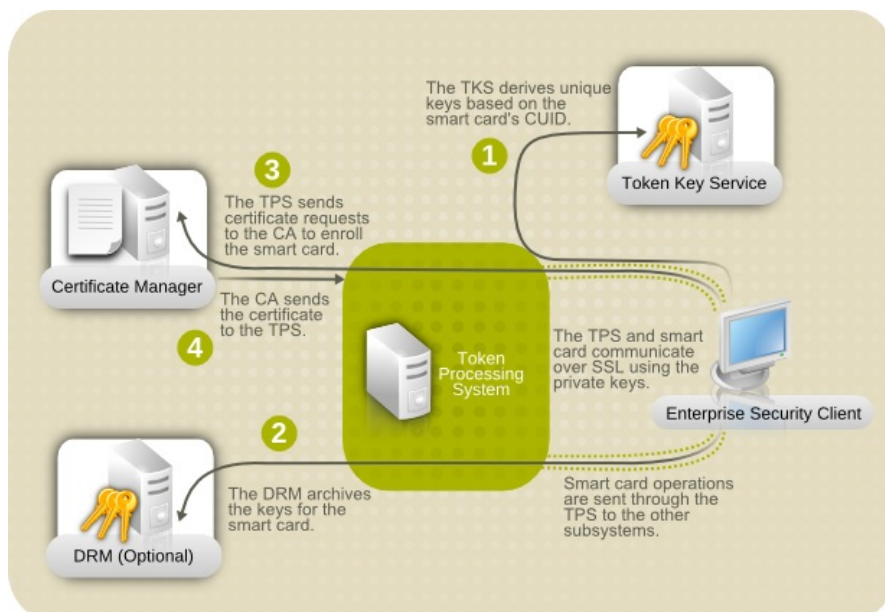 The TKS derives unique
keys based on the
smart card's CUID.
1
Token Key Service
3
The TPS sends
certificate requests
to the CA to enroll
the smart card.
Certificate Manager
The CA sends
the certificate
to the TPS.
4
Token
Processing
System
The TPS and smart
card communicate
over SSL using the
private keys.
Enterprise Security Client
2
The DRM archives
the keys for the
smart card.
DRM (Optional)
Smart card operations
are sent through the
TPS to the other
subsystems.